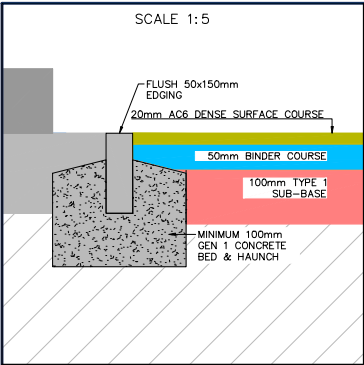 SCALE 1:5
FLUSH 50x150mm
EDGING
20mm AC6 DENSE SURFACE COURSE
50mm BINDER COURSE
100mm TYPE 1
SUB-BASE
MINIMUM 100mm
GEN 1 CONCRETE
BED & HAUNCH